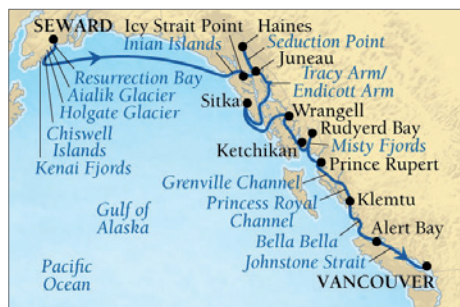 SEWARD
Icy Strait Point
Haines
Inian Islands
Seduction Point
Juneau
Resurrection Bay
Tracy Arm/
Endicott Arm
Aialik Glacier
Holgate Glacier
Sitka
Wrangell
Chiswell
Islands
Rudyerd Bay
Kenai Fjords
Ketchikan
Misty Fjords
Prince Rupert
Grenville Channel
Princess Royal
Channel
Klemtu
Gulf of
Alaska
Alert Bay
Bella Bella
Johnstone Strait
Pacific
Ocean
VANCOUVER